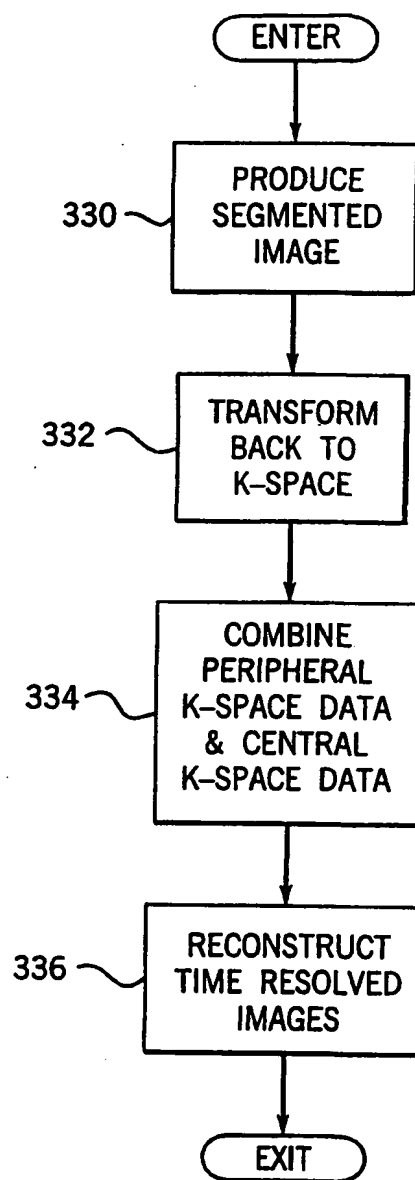 ENTER
330
PRODUCE
SEGMENTED
IMAGE
332
TRANSFORM
BACK TO
K-SPACE
334
COMBINE
PERIPHERAL
K-SPACE DATA
& CENTRAL
K-SPACE DATA
336
RECONSTRUCT
TIME RESOLVED
IMAGES
EXIT